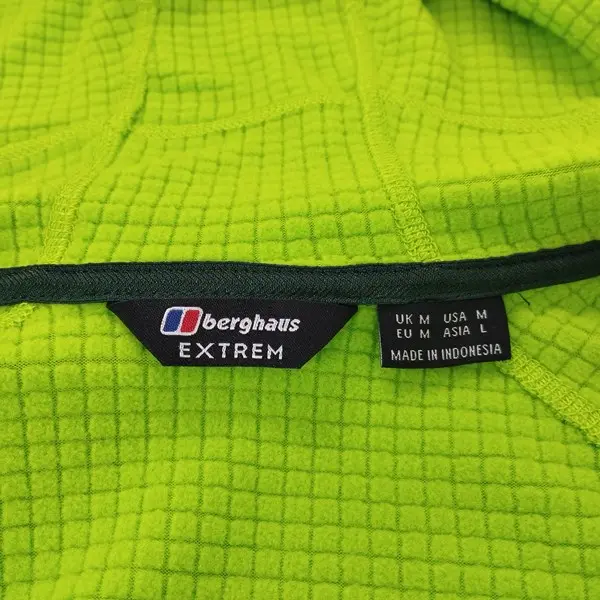 berghaus
EXTREM
UK M USA M
EU M ASIA L
MADE IN INDONESIA